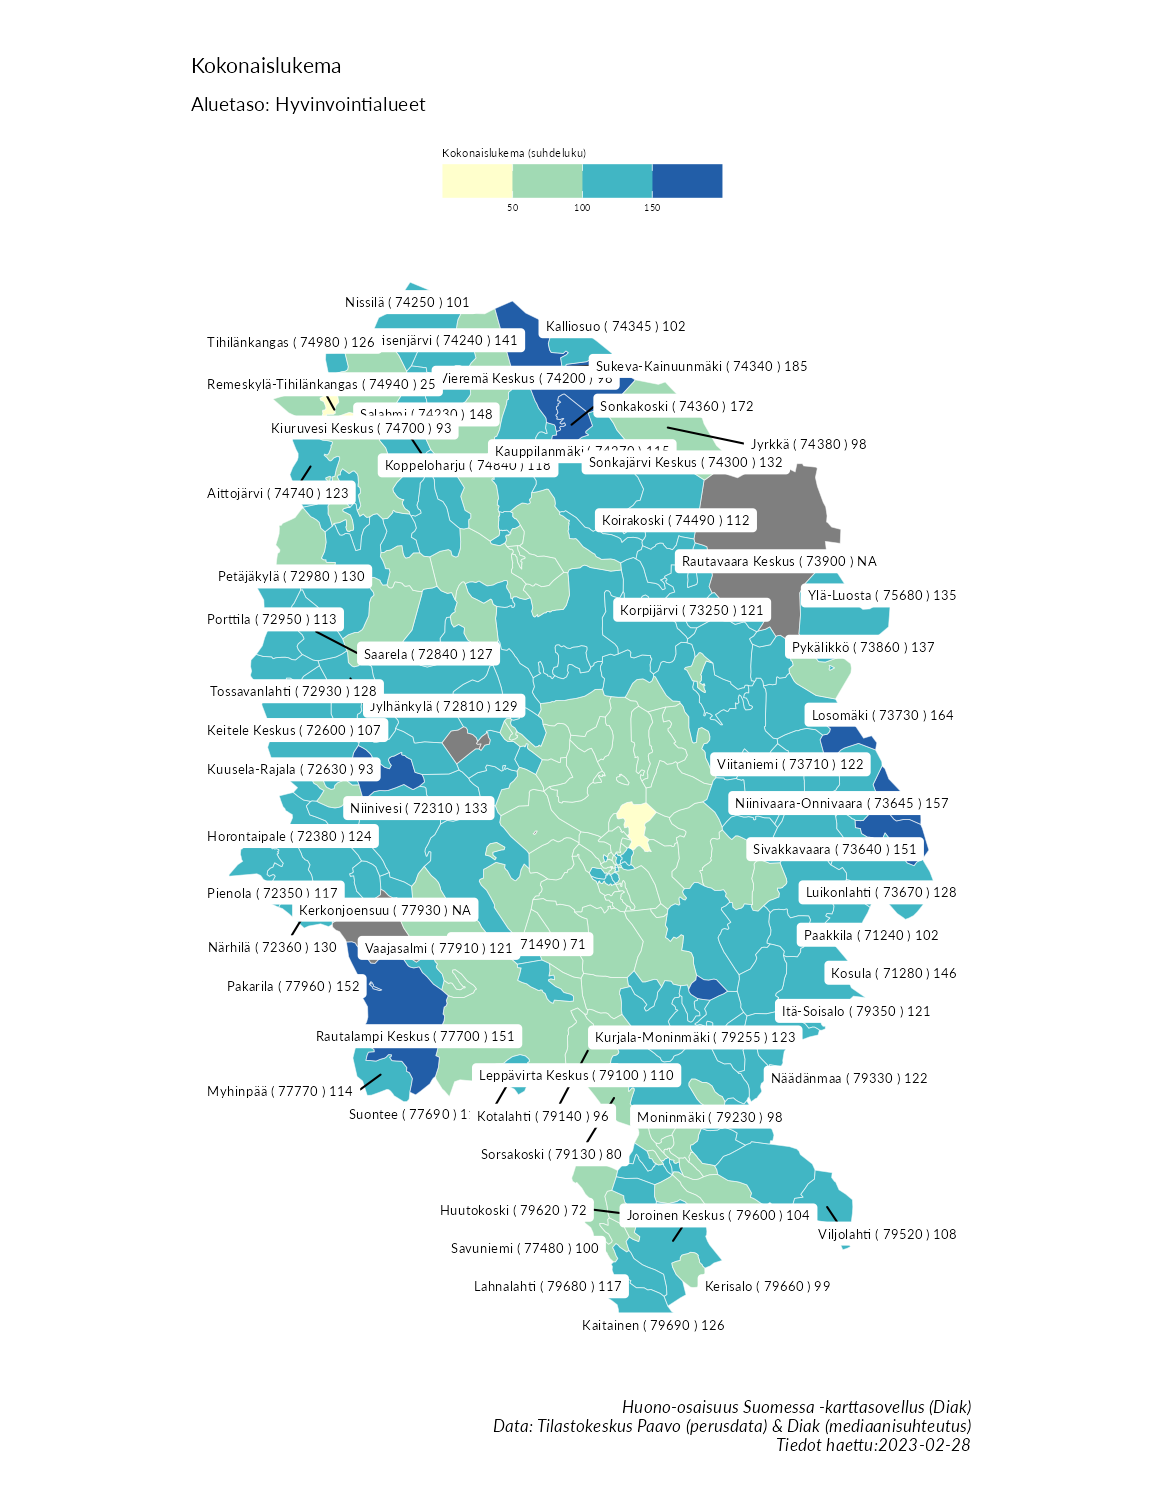 Kokonaislukema
Aluetaso: Hyvinvointialueet
Kokonaislukema (suhdeluku)
50 100 150
Nissilä ( 74250 ) 101
Kalliosuo ( 74345 ) 102
Tihilänkangas ( 74980 ) 126
isenjärvi ( 74240 ) 141
Sukeva-Kainuunmäki ( 74340 ) 185
Vieremä Keskus ( 74200 ) 98
Remeskylä-Tihilänkangas ( 74940 ) 25
Sonkakoski ( 74360 ) 172
Salahmi ( 74230 ) 148
Kiuruvesi Keskus ( 74700 ) 93
Jyrkkä ( 74380 ) 98
Kauppilanmäki ( 74270 ) 115
Sonkajärvi Keskus ( 74300 ) 132
Koppeloharju ( 74840 ) 118
Aittojärvi ( 74740 ) 123
Koirakoski ( 74490 ) 112
Rautavaara Keskus ( 73900 ) NA
Petäjäkylä ( 72980 ) 130
Ylä-Luosta ( 75680 ) 135
Korpijärvi ( 73250 ) 121
Porttila ( 72950 ) 113
Pykälikkö ( 73860 ) 137
Saarela ( 72840 ) 127
Tossavanlahti ( 72930 ) 128
Jylhänkylä ( 72810 ) 129
Losomäki ( 73730 ) 164
Keitele Keskus ( 72600 ) 107
Viitaniemi ( 73710 ) 122
Kuusela-Rajala ( 72630 ) 93
Niinivaara-Onnivaara ( 73645 ) 157
Niinivesi ( 72310 ) 133
Horontaipale ( 72380 ) 124
Sivakkavaara ( 73640 ) 151
Pienola ( 72350 ) 117
Luikonlahti ( 73670 ) 128
Kerkonjoensuu ( 77930 ) NA
Paakkila ( 71240 ) 102
Närhilä ( 72360 ) 130
Vaajasalmi ( 77910 ) 121
71490 ) 71
Kosula ( 71280 ) 146
Pakarila ( 77960 ) 152
Itä-Soisalo ( 79350 ) 121
Rautalampi Keskus ( 77700 ) 151
Kurjala-Moninmäki ( 79255 ) 123
Leppävirta Keskus ( 79100 ) 110
Näädänmaa ( 79330 ) 122
Myhinpää ( 77770 ) 114
Suontee ( 77690 )
Kotalahti ( 79140 ) 96
Moninmäki ( 79230 ) 98
Sorsakoski ( 79130 ) 80
Huutokoski ( 79620 ) 72
Joroinen Keskus ( 79600 ) 104
Viljolahti ( 79520 ) 108
Savuniemi ( 77480 ) 100
Lahnalahti ( 79680 ) 117
Kerisalo ( 79660 ) 99
Kaitainen ( 79690 ) 126
Huono-osaisuus Suomessa -karttasovellus (Diak)
Data: Tilastokeskus Paavo (perusdata) & Diak (mediaanisuhteutus)
Tiedot haettu:2023-02-28